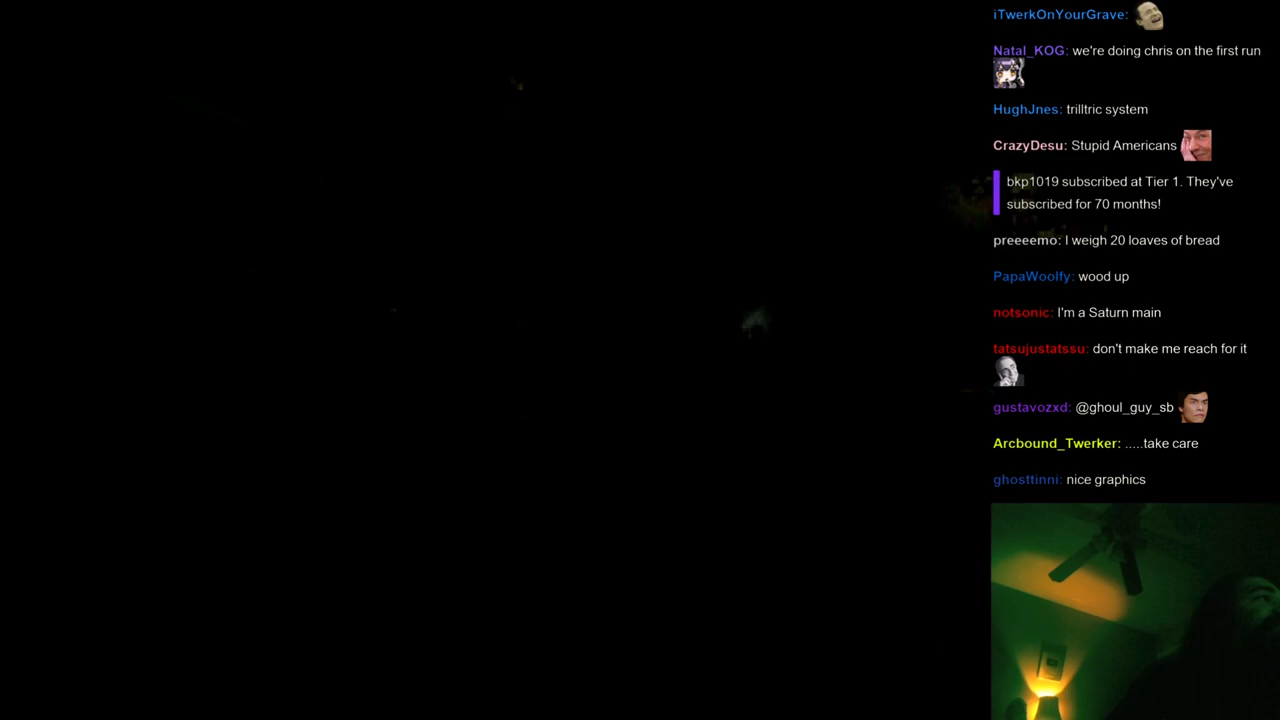 iTwerkOnYourGrave:
Natal_KOG: we're doing chris on the first run
HughJnes: trilltric system
CrazyDesu: Stupid Americans
bkp1019 subscribed at Tier 1. They've
subscribed for 70 months!
preeeemo: I weigh 20 loaves of bread
PapaWoolfy: wood up
notsonic: I'm a Saturn main
tatsujustatssu: don't make me reach for it
gustavozxd: @ghoul_guy_sb
Arcbound_Twerker: .....take care
ghosttinni: nice graphics